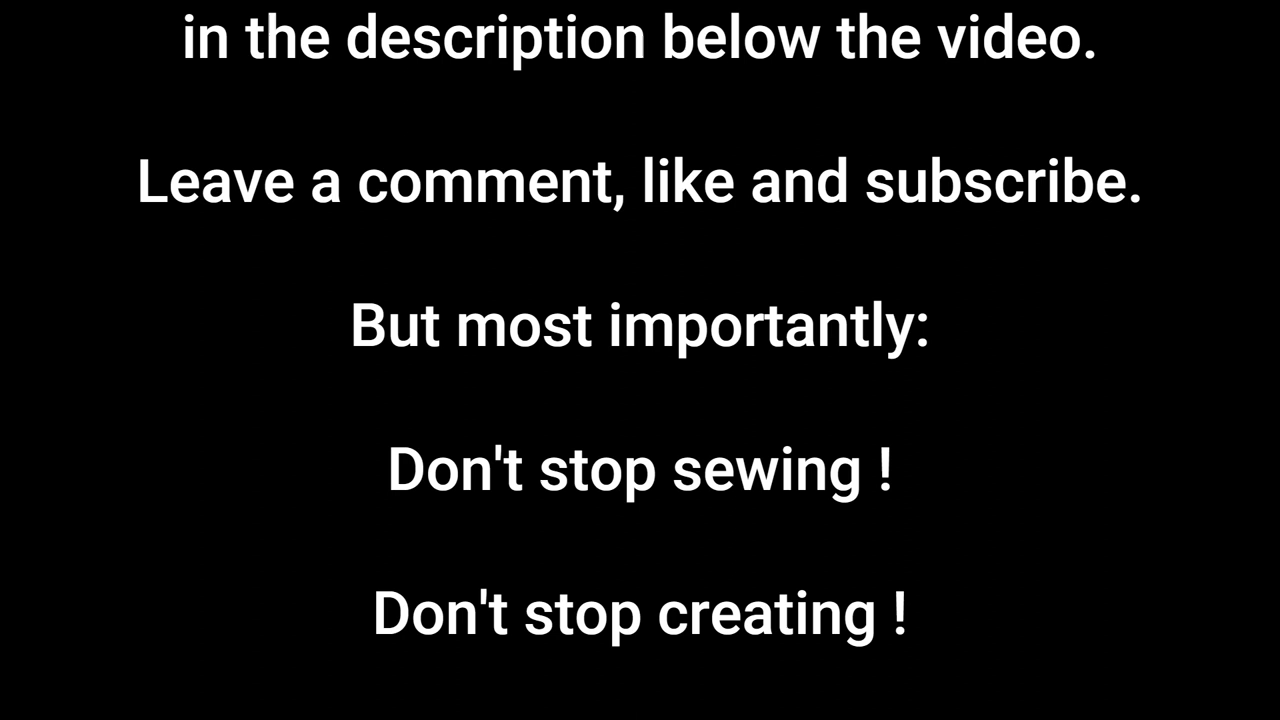 in the description below the video.
Leave a comment, like and subscribe.
But most importantly:
Don't stop sewing !
Don't stop creating !